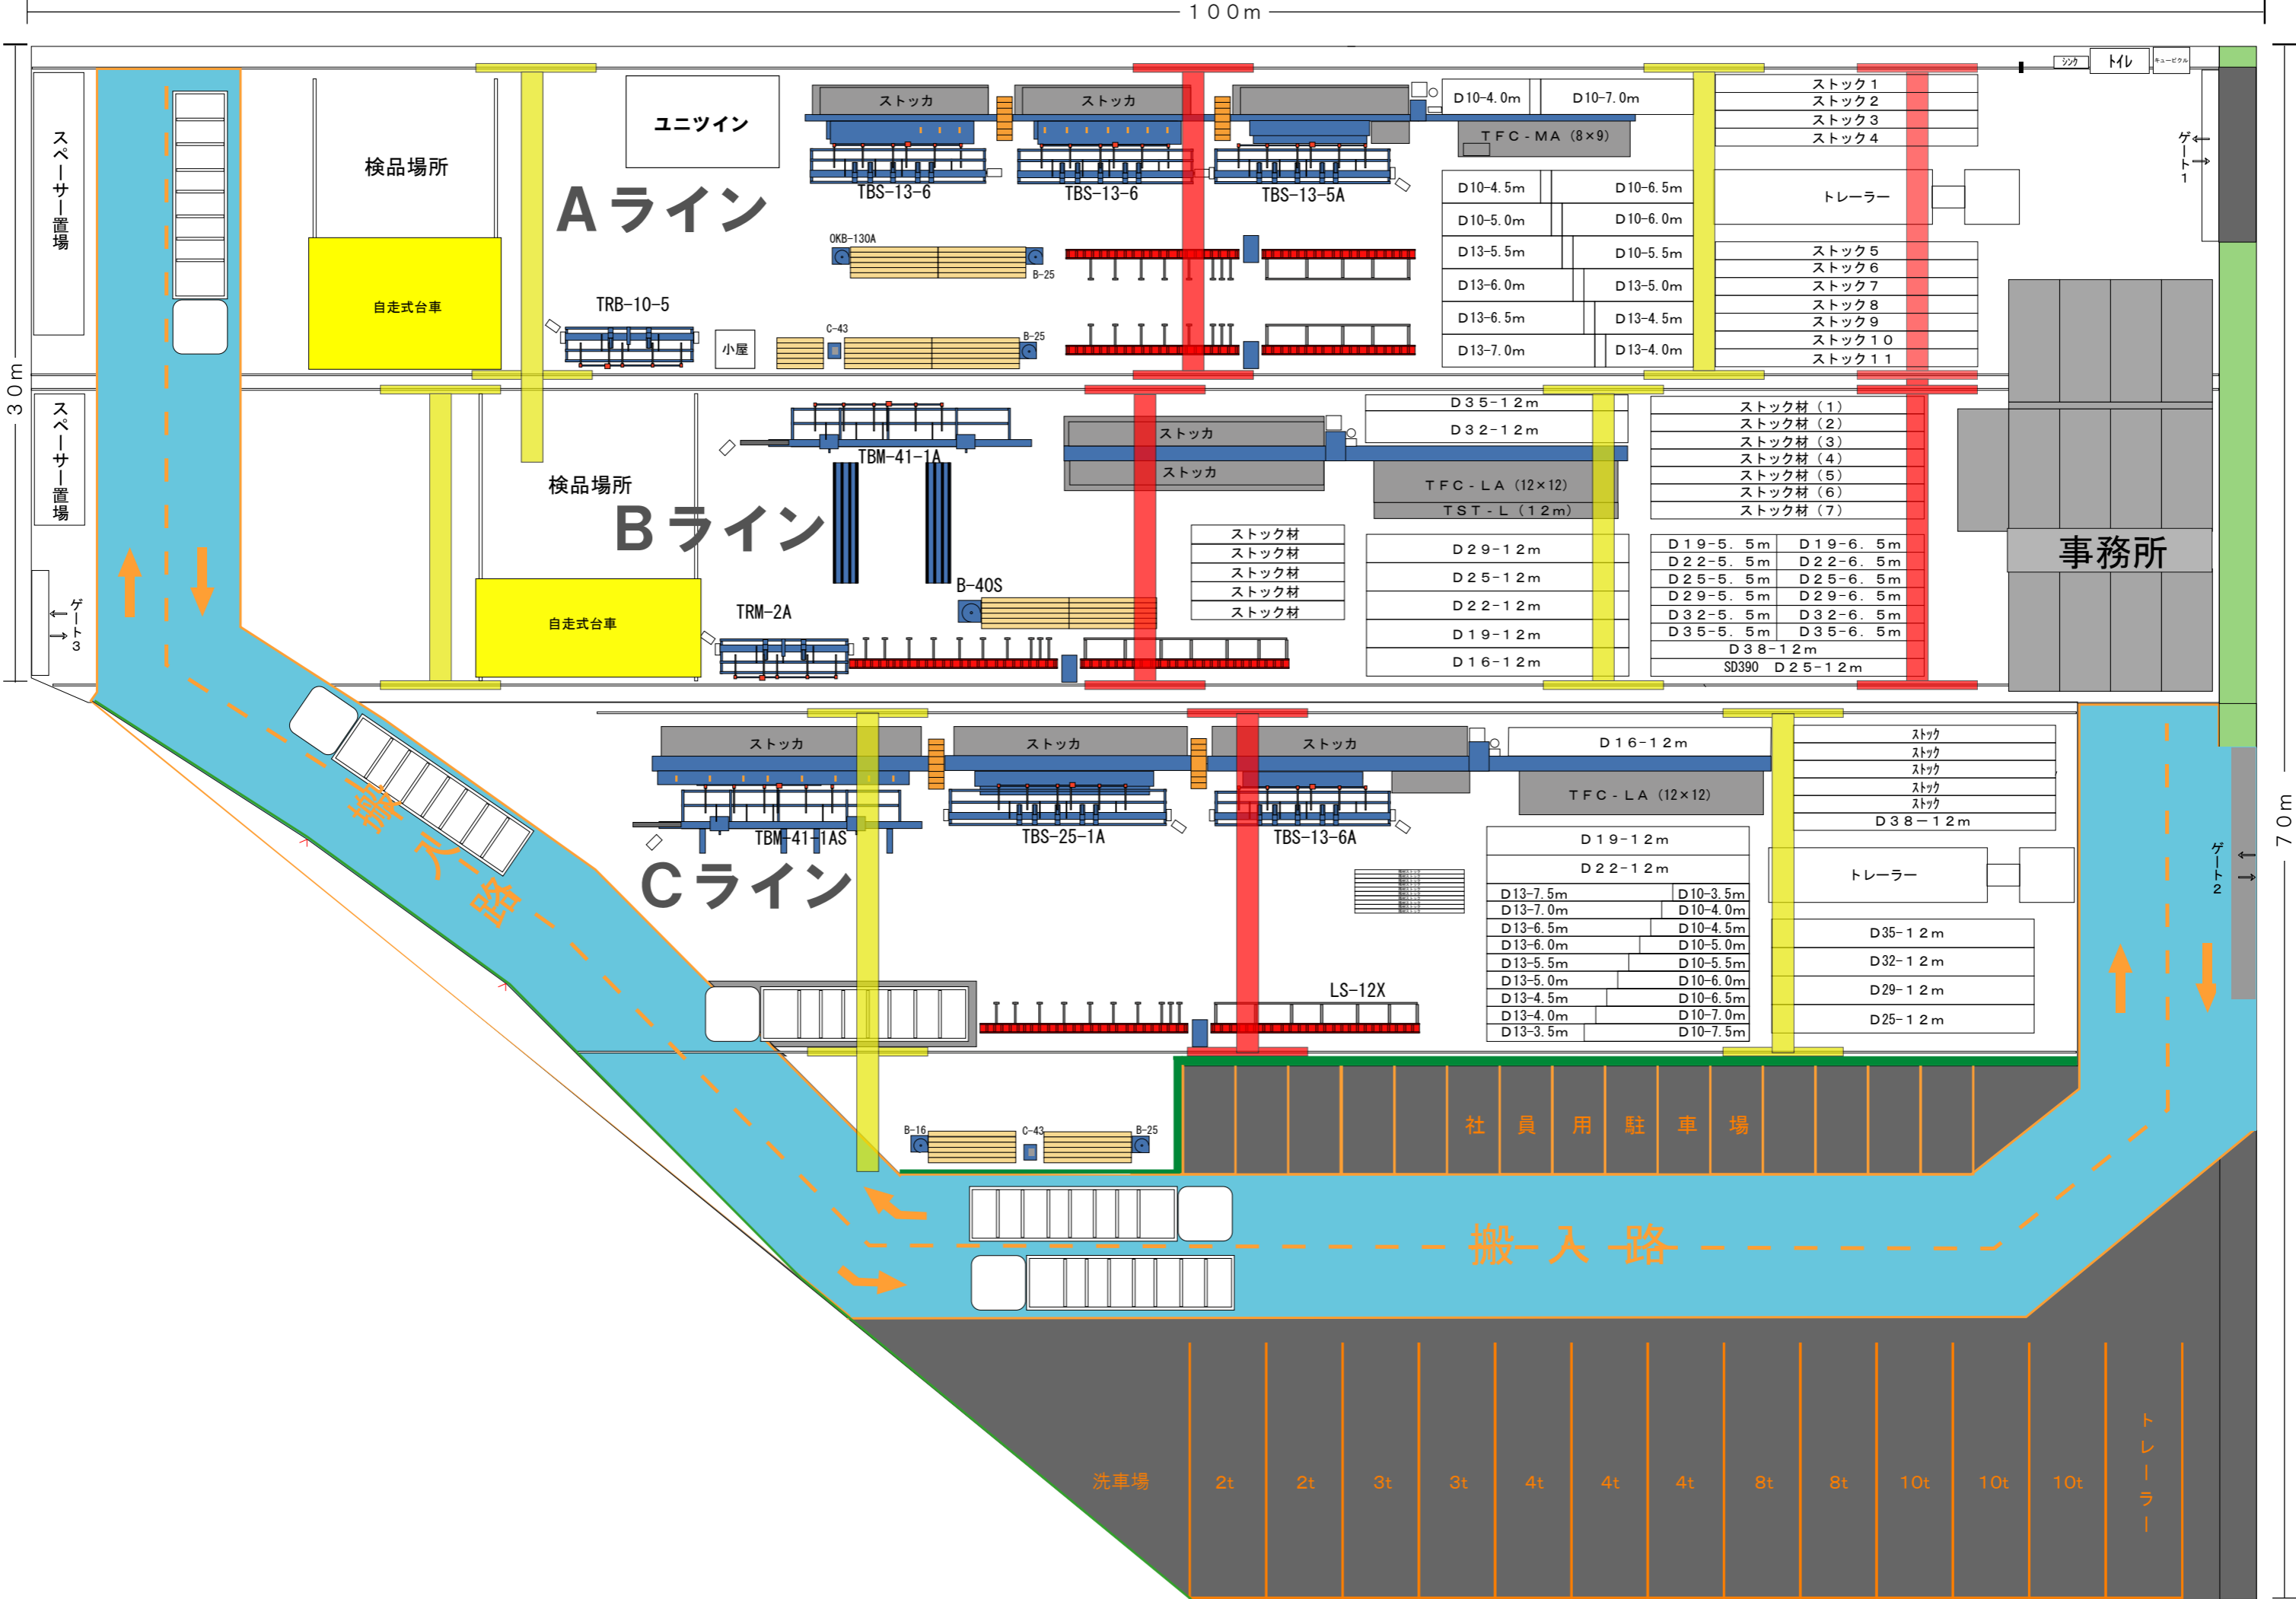 100m
30m
70m
スペーサー置場
検品場所
自走式台車
ユニツイン
Aライン
ストッカ
ストッカ
TBS-13-6
TBS-13-6
TBS-13-5A
D10-4.0m
D10-7.0m
TFC-MA (8×9)
OKB-130A
B-25
TRB-10-5
小屋
C-43
B-25
D10-4.5m
D10-6.5m
D10-5.0m
D10-6.0m
D13-5.5m
D10-5.5m
D13-6.0m
D13-5.0m
D13-6.5m
D13-4.5m
D13-7.0m
D13-4.0m
ストック1
ストック2
ストック3
ストック4
トレーラー
ストック5
ストック6
ストック7
ストック8
ストック9
ストック10
ストック11
シンク
トイレ
キュービクル
ゲート1
スペーサー置場
ゲート3
検品場所
自走式台車
Bライン
TBM-41-1A
TRM-2A
B-40S
ストッカ
ストッカ
D35-12m
D32-12m
TFC-LA (12×12)
TST-L (12m)
ストック材
ストック材
ストック材
ストック材
ストック材
D29-12m
D25-12m
D22-12m
D19-12m
D16-12m
ストック材 (1)
ストック材 (2)
ストック材 (3)
ストック材 (4)
ストック材 (5)
ストック材 (6)
ストック材 (7)
D19-5.5m
D19-6.5m
D22-5.5m
D22-6.5m
D25-5.5m
D25-6.5m
D29-5.5m
D29-6.5m
D32-5.5m
D32-6.5m
D35-5.5m
D35-6.5m
D38-12m
SD390 D25-12m
事務所
ストッカ
ストッカ
ストッカ
TBM-41-1AS
TBS-25-1A
TBS-13-6A
Cライン
D16-12m
TFC-LA (12×12)
D19-12m
D22-12m
D13-7.5m
D10-3.5m
D13-7.0m
D10-4.0m
D13-6.5m
D10-4.5m
D13-6.0m
D10-5.0m
D13-5.5m
D10-5.5m
D13-5.0m
D10-6.0m
D13-4.5m
D10-6.5m
D13-4.0m
D10-7.0m
D13-3.5m
D10-7.5m
ストック
ストック
ストック
ストック
ストック
D38-12m
トレーラー
D35-12m
D32-12m
D29-12m
D25-12m
ゲート2
LS-12X
B-16
C-43
B-25
搬入路
社員用駐車場
搬入路
洗車場
2t
2t
3t
3t
4t
4t
4t
8t
8t
10t
10t
10t
トレーラー